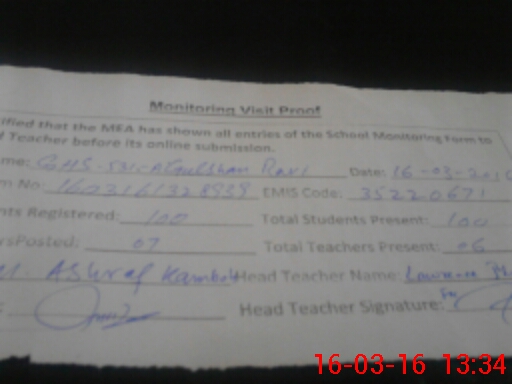 Monitoring Visit Proof
ified that the MEA has shown all entries of the School Monitoring Form to
d Teacher before its online submission.
me: GHS Ravi Date: 16-03-201
m No: EMIS Code: 35220671
nts Registered: 100 Total Students Present: 100
rsPosted: 07 Total Teachers Present: 06
M. Ashraf Kamboh Head Teacher Name:
Head Teacher Signature: For
16-03-16 13:34